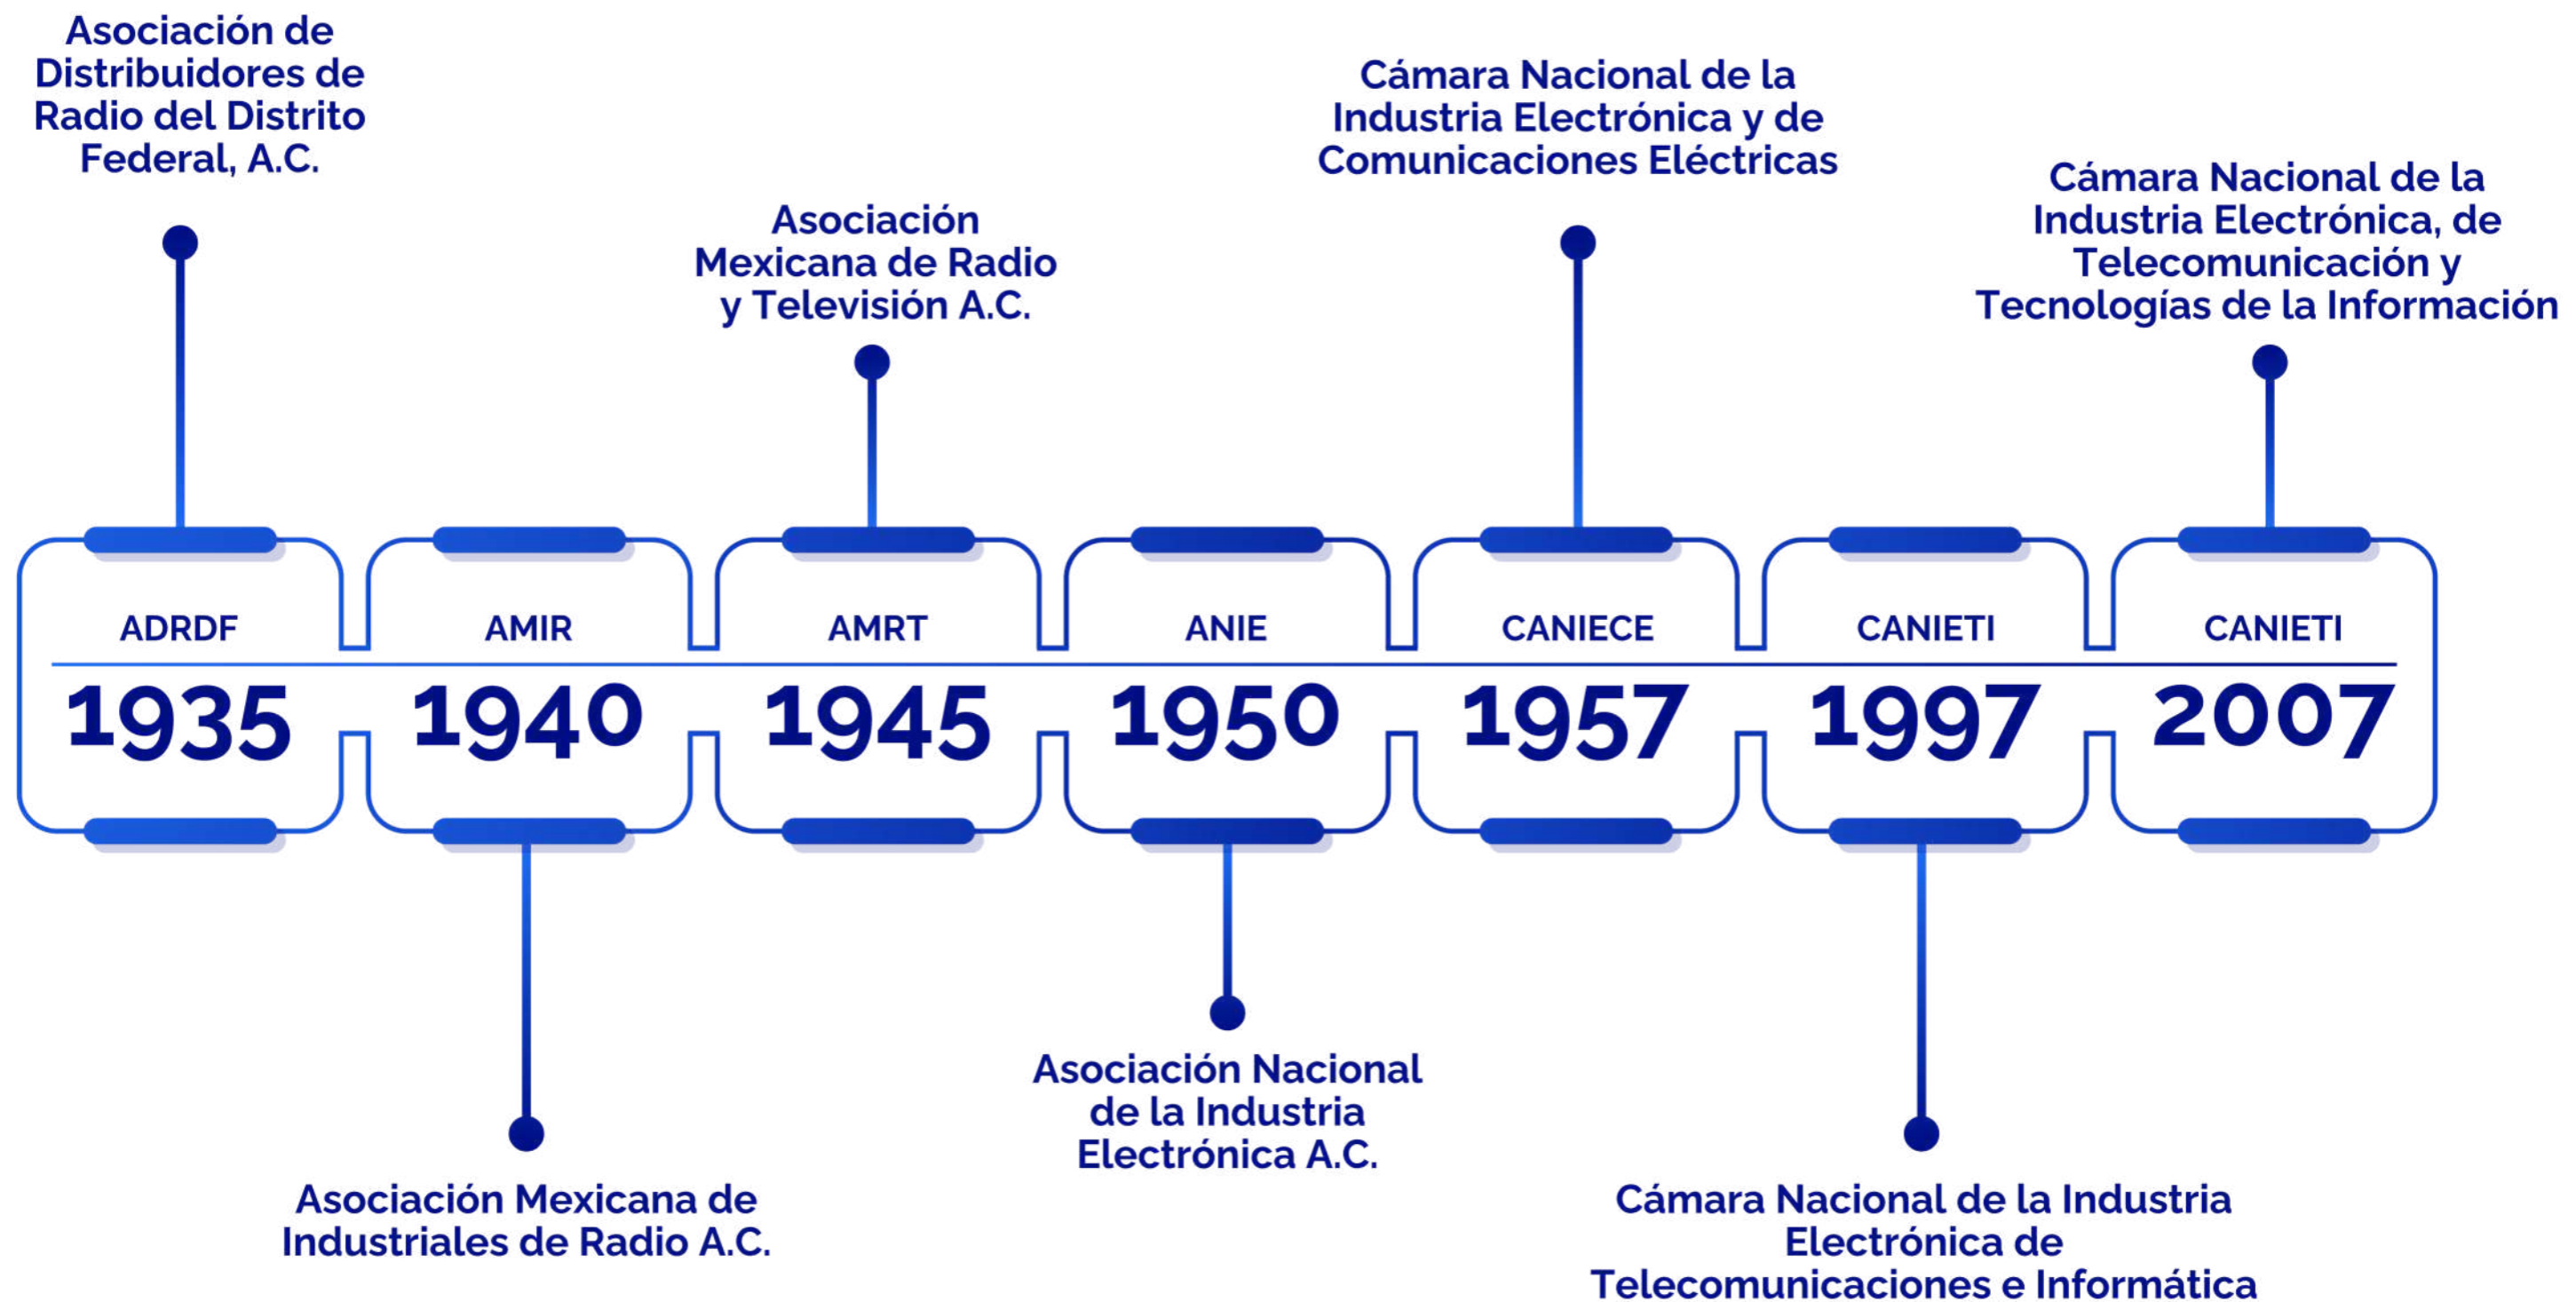 Asociación de
Distribuidores de
Radio del Distrito
Federal, A.C.
Asociación
Mexicana de Radio
y Televisión A.C.
Cámara Nacional de la
Industria Electrónica y de
Comunicaciones Eléctricas
Cámara Nacional de la
Industria Electrónica, de
Telecomunicación y
Tecnologías de la Información
ADRDF
1935
AMIR
1940
AMRT
1945
ANIE
1950
CANIECE
1957
CANIETI
1997
CANIETI
2007
Asociación Mexicana de
Industriales de Radio A.C.
Asociación Nacional
de la Industria
Electrónica A.C.
Cámara Nacional de la Industria
Electrónica de
Telecomunicaciones e Informática